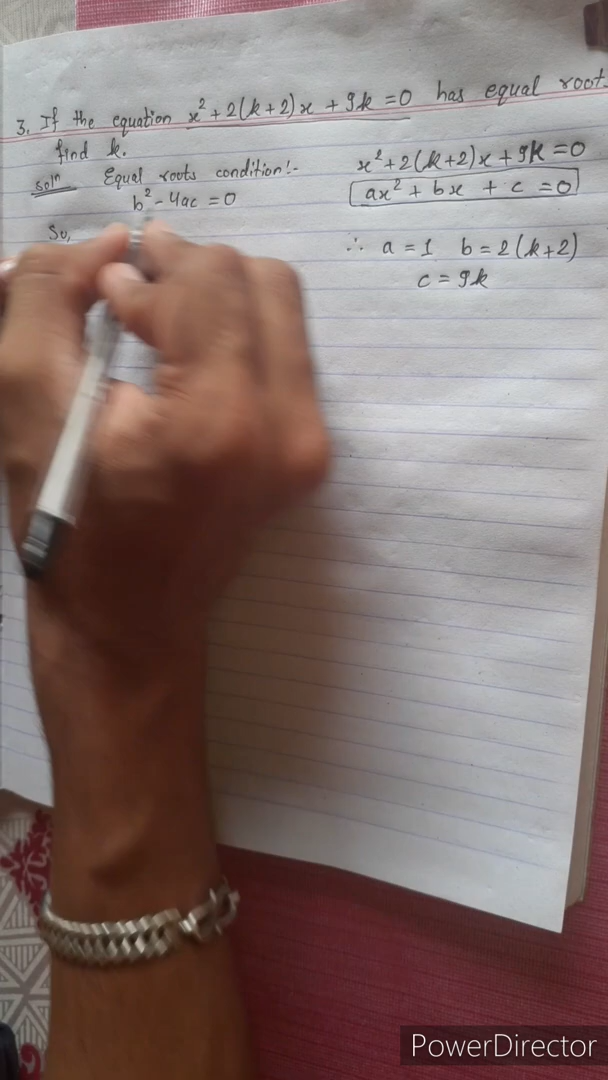 3. If the equation x² + 2(k+2)x + 9k = 0 has equal root
find k.
soln Equal roots condition:-
b² - 4ac = 0
So,
x² + 2(k+2)x + 9k = 0
ax² + bx + c = 0
∴ a = 1 b = 2(k+2)
c = 9k
PowerDirector